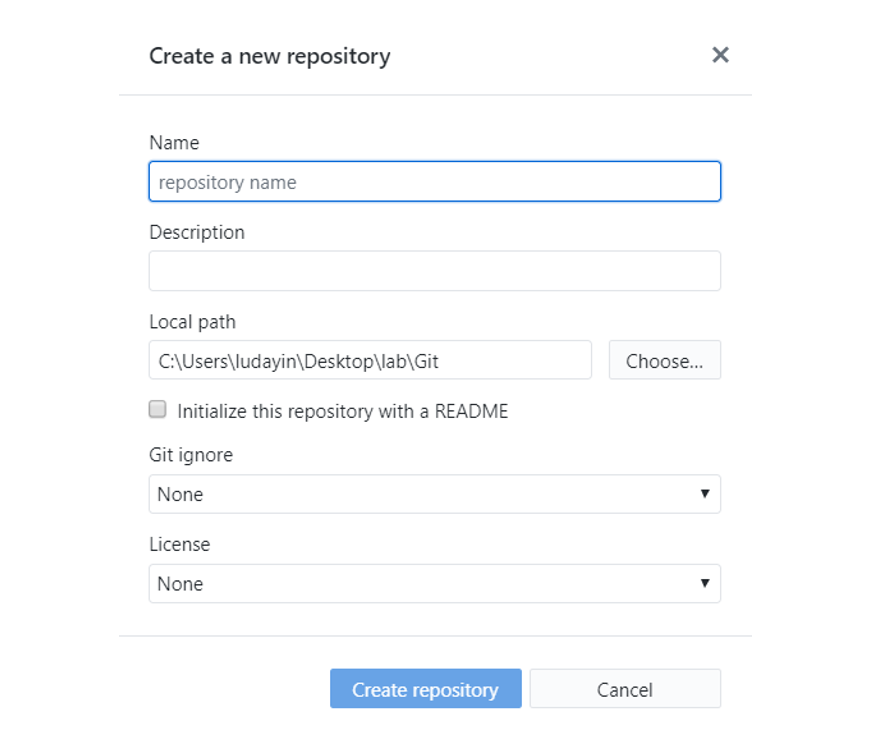 Create a new repository
Name
repository name
Description
Local path
C:\Users\ludayin\Desktop\lab\Git
Choose...
Initialize this repository with a README
Git ignore
None
License
None
Create repository
Cancel